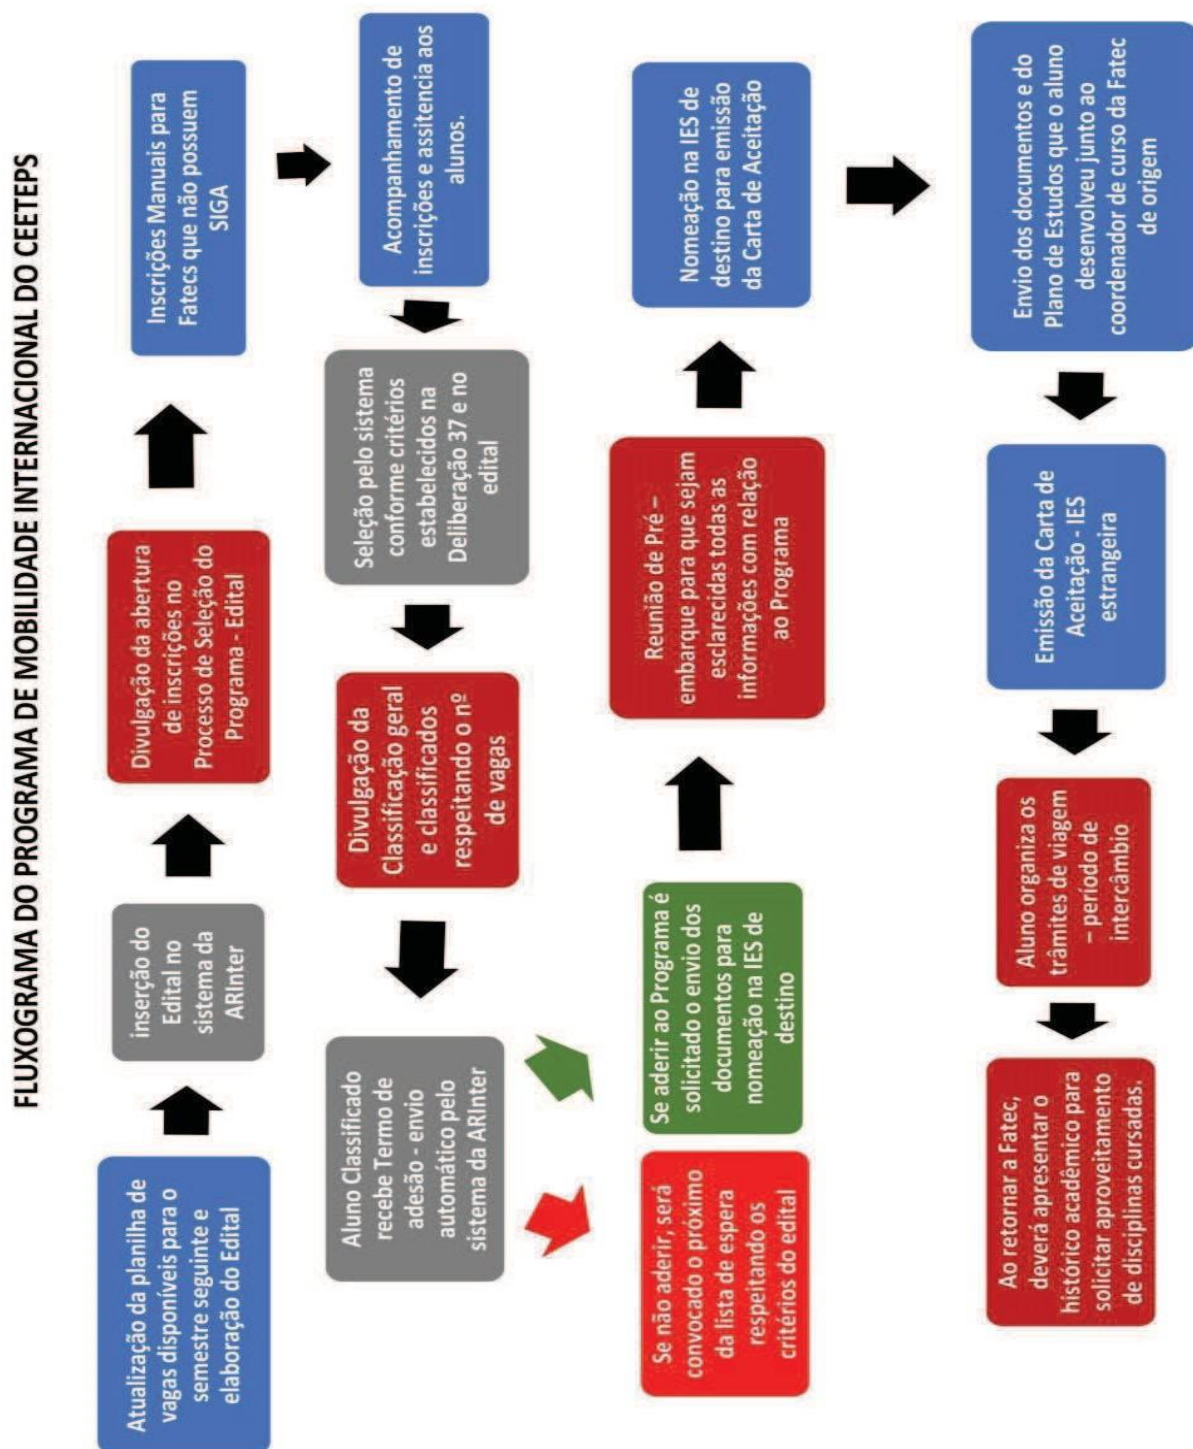 FLUXOGRAMA DO PROGRAMA DE MOBILIDADE INTERNACIONAL DO CEETEPS
Atualização da planilha de
vagas disponíveis para o
semestre seguinte e
elaboração do Edital
inserção do
Edital no
sistema da
ARInter
Divulgação da abertura
de inscrições no
Processo de Seleção do
Programa - Edital
Inscrições Manuais para
Fatecs que não possuem
SIGA
Acompanhamento de
inscrições e assitencia aos
alunos.
Seleção pelo sistema
conforme critérios
estabelecidos na
Deliberação 37 e no
edital
Divulgação da
Classificação geral
e classificados
respeitando o nº
de vagas
Aluno Classificado
recebe Termo de
adesão - envio
automático pelo
sistema da ARInter
Se não aderir, será
convocado o próximo
da lista de espera
respeitando os
critérios do edital
Se aderir ao Programa é
solicitado o envio dos
documentos para
nomeação na IES de
destino
Reunião de Pré –
embarque para que sejam
esclarecidas todas as
informações com relação
ao Programa
Nomeação na IES de
destino para emissão
da Carta de Aceitação
Envio dos documentos e do
Plano de Estudos que o aluno
desenvolveu junto ao
coordenador de curso da Fatec
de origem
Emissão da Carta de
Aceitação - IES
estrangeira
Aluno organiza os
trâmites de viagem
– período de
intercâmbio
Ao retornar a Fatec,
deverá apresentar o
histórico acadêmico para
solicitar aproveitamento
de disciplinas cursadas.